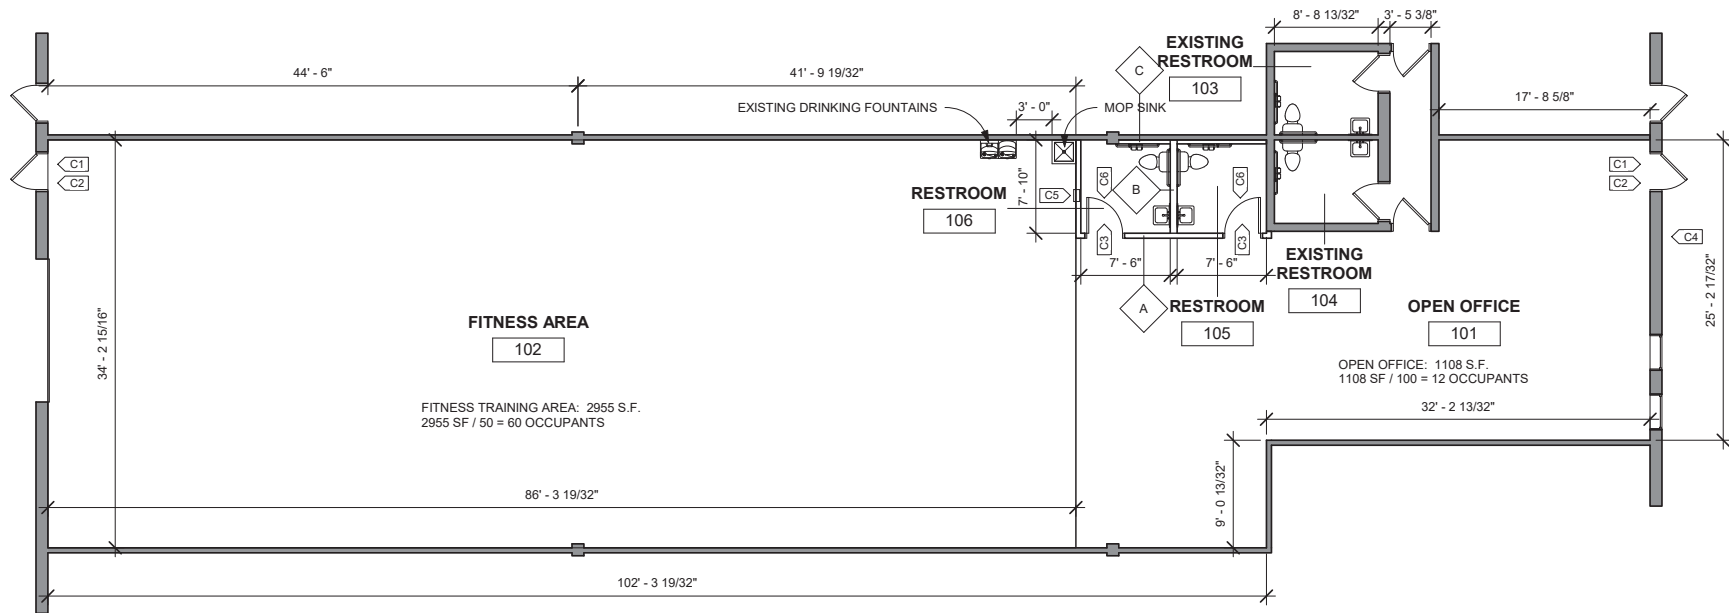 8' - 8 13/32"
3' - 5 3/8"
EXISTING
RESTROOM
103
C
44' - 6"
41' - 9 19/32"
EXISTING DRINKING FOUNTAINS
3' - 0"
MOP SINK
17' - 8 5/8"
C1
C2
C1
C2
RESTROOM
106
7' - 10"
C5
C6
B
C6
C3
C3
C4
7' - 6"
7' - 6"
EXISTING
RESTROOM
104
A
RESTROOM
105
FITNESS AREA
102
OPEN OFFICE
101
34' - 2 15/16"
25' - 2 17/32"
OPEN OFFICE: 1108 S.F.
1108 SF / 100 = 12 OCCUPANTS
FITNESS TRAINING AREA: 2955 S.F.
2955 SF / 50 = 60 OCCUPANTS
32' - 2 13/32"
86' - 3 19/32"
9' - 0 13/32"
102' - 3 19/32"